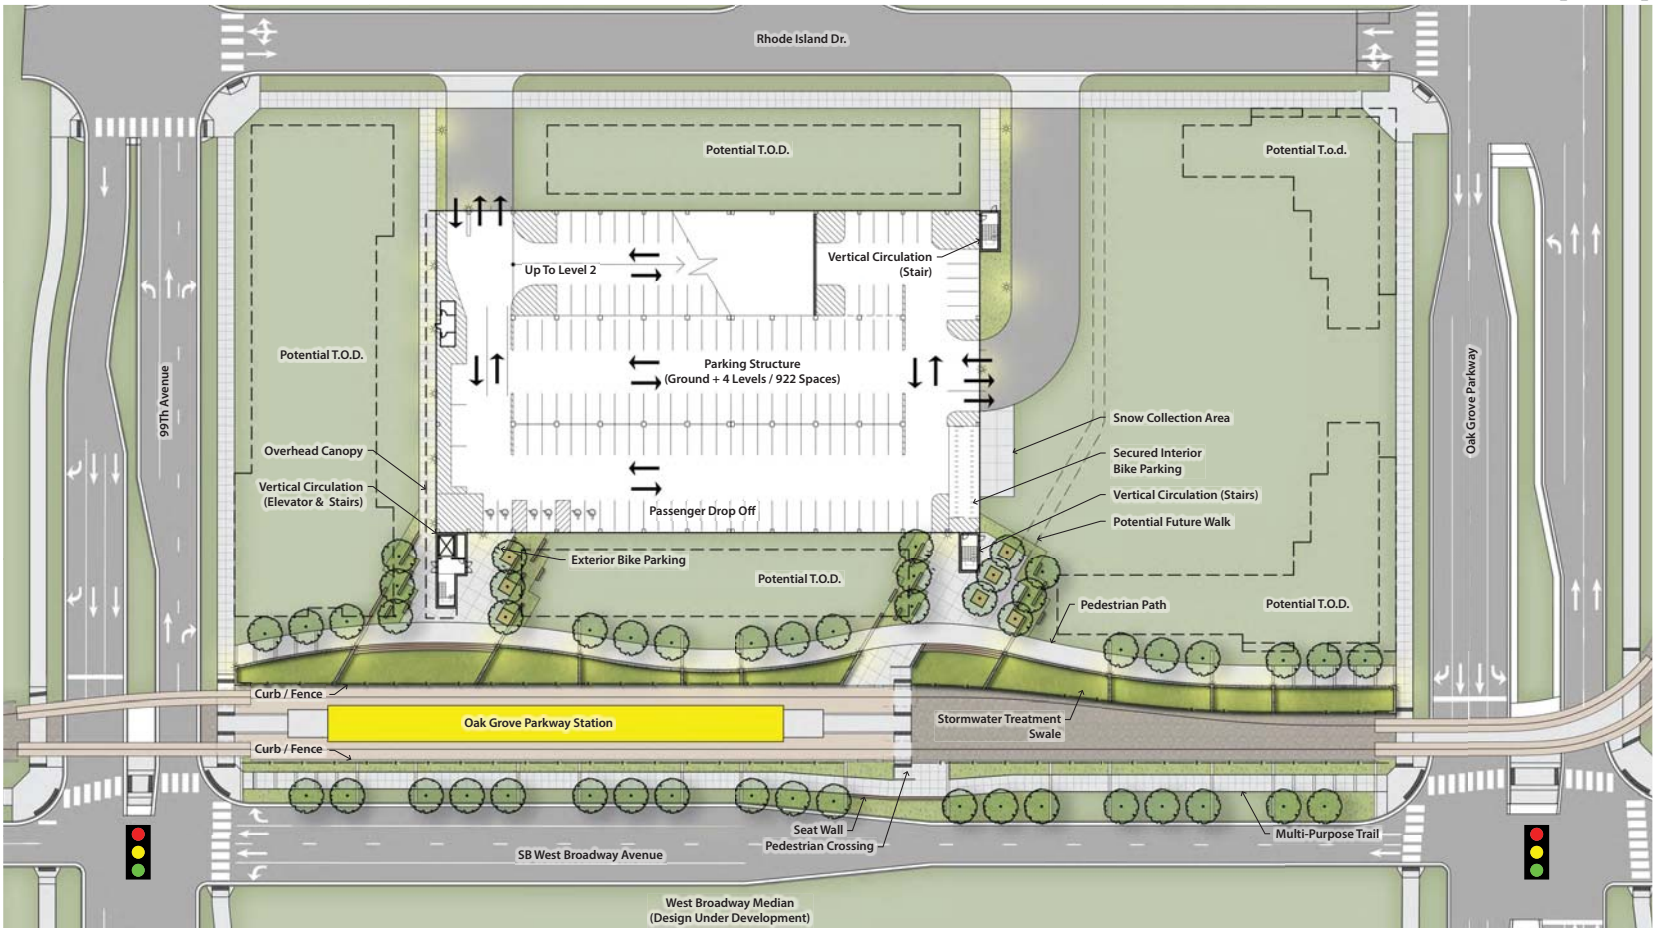 Rhode Island Dr.
Potential T.O.D.
Potential T.o.d.
Vertical Circulation
(Stair)
Up To Level 2
Potential T.O.D.
Parking Structure
(Ground + 4 Levels / 922 Spaces)
99Th Avenue
Oak Grove Parkway
Snow Collection Area
Overhead Canopy
Secured Interior
Bike Parking
Vertical Circulation
(Elevator & Stairs)
Vertical Circulation (Stairs)
Passenger Drop Off
Potential Future Walk
Exterior Bike Parking
Potential T.O.D.
Pedestrian Path
Potential T.O.D.
Curb / Fence
Oak Grove Parkway Station
Stormwater Treatment
Swale
Curb / Fence
Seat Wall
Pedestrian Crossing
Multi-Purpose Trail
SB West Broadway Avenue
West Broadway Median
(Design Under Development)